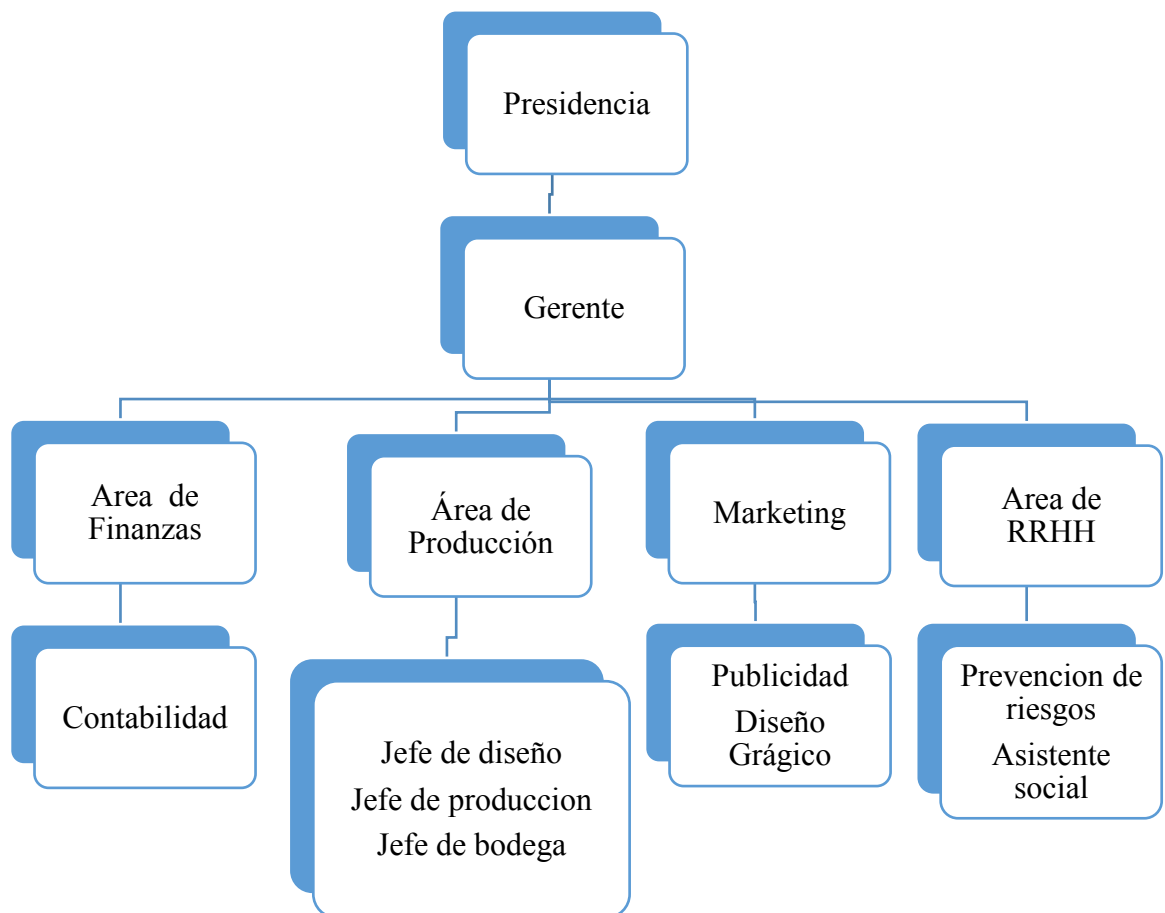 Presidencia
Gerente
Area de
Finanzas
Área de
Producción
Marketing
Area de
RRHH
Contabilidad
Jefe de diseño
Jefe de produccion
Jefe de bodega
Publicidad
Diseño
Grágico
Prevencion de
riesgos
Asistente
social